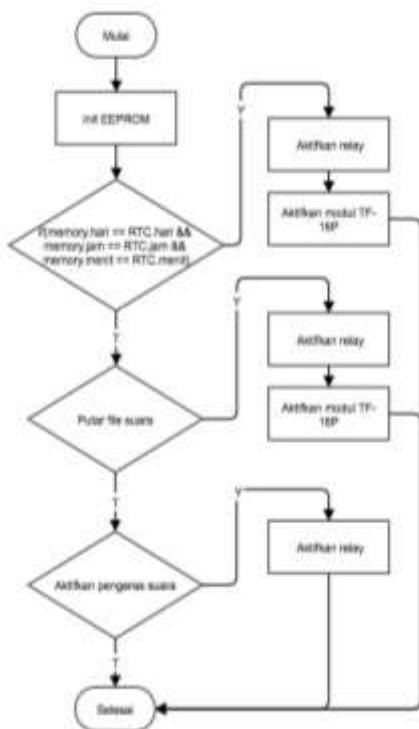 Mulai
Init EEPROM
if(memory.hari == RTC.hari &&
memory.jam == RTC.jam &&
memory.menit == RTC.menit)
Y
Aktifkan relay
Aktifkan modul TF-
16P
T
Putar file suara
Y
Aktifkan relay
Aktifkan modul TF-
16P
T
Aktifkan pengeras suara
Y
Aktifkan relay
T
Selesai